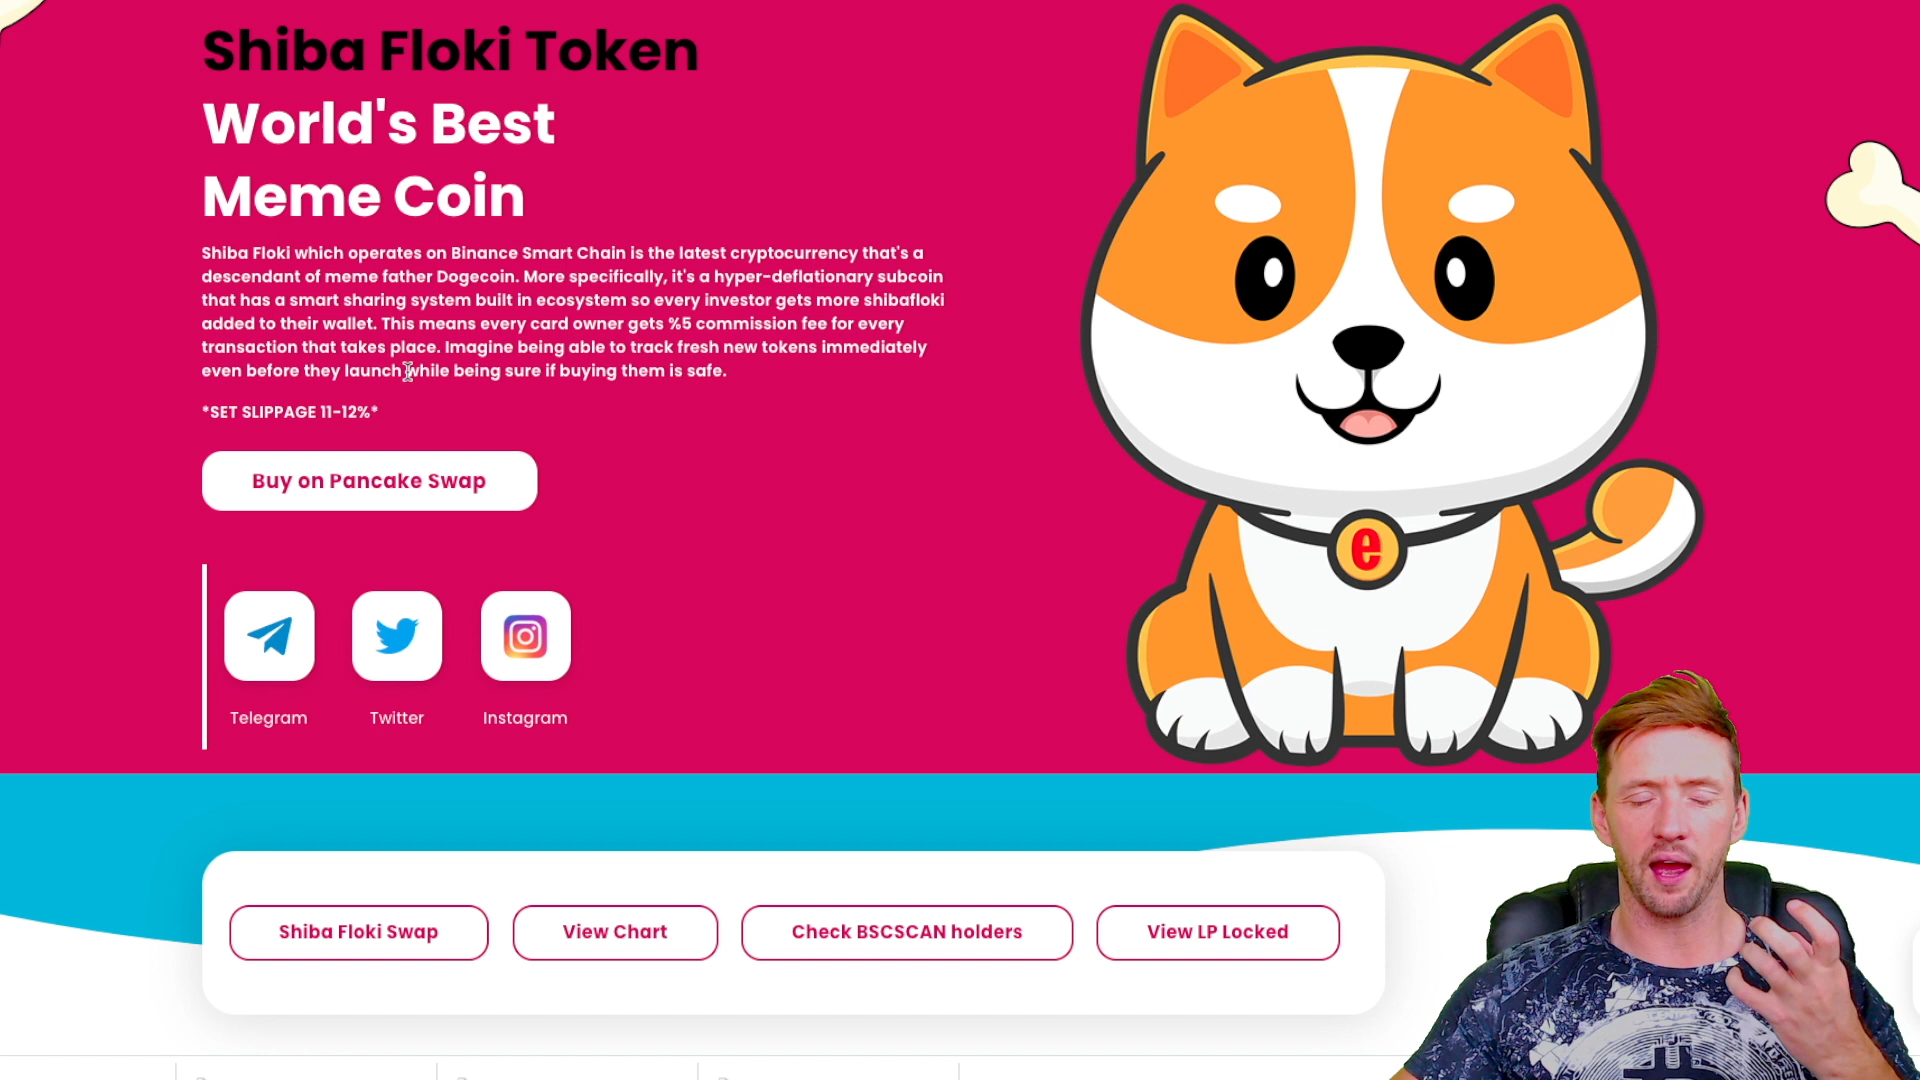 Shiba Floki Token
World's Best
Meme Coin
Shiba Floki which operates on Binance Smart Chain is the latest cryptocurrency that's a
descendant of meme father Dogecoin. More specifically, it's a hyper-deflationary subcoin
that has a smart sharing system built in ecosystem so every investor gets more shibafloki
added to their wallet. This means every card owner gets %5 commission fee for every
transaction that takes place. Imagine being able to track fresh new tokens immediately
even before they launch while being sure if buying them is safe.
*SET SLIPPAGE 11-12%*
Buy on Pancake Swap
e
Telegram Twitter Instagram
Shiba Floki Swap View Chart Check BSCSCAN holders View LP Locked